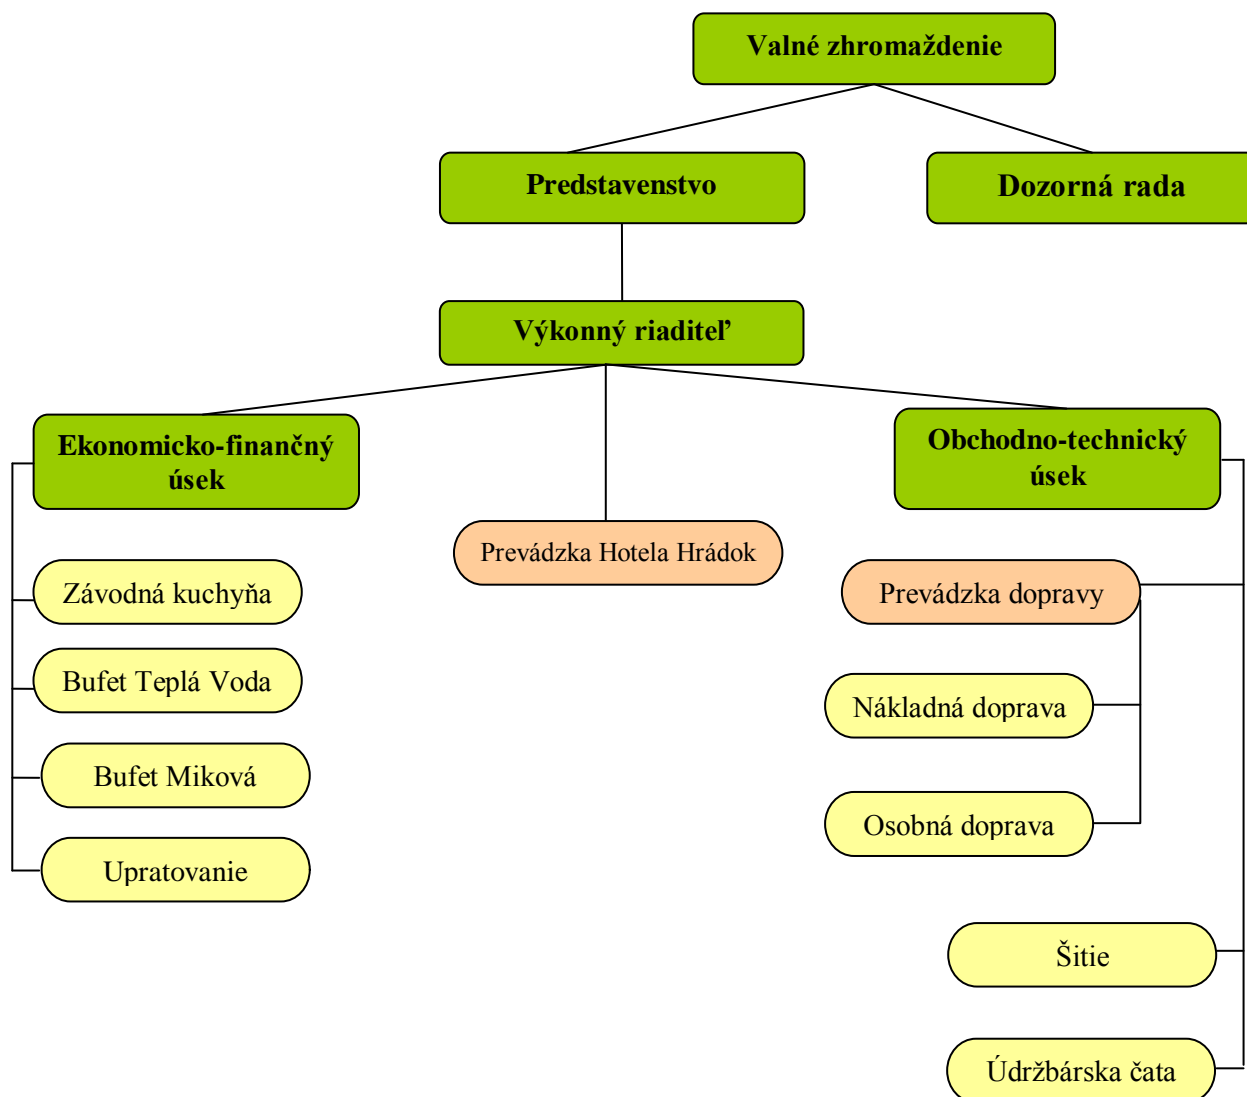 Valné zhromaždenie
Predstavenstvo
Dozorná rada
Výkonný riaditeľ
Ekonomicko-finančný
úsek
Obchodno-technický
úsek
Prevádzka Hotela Hrádok
Závodná kuchyňa
Bufet Teplá Voda
Bufet Miková
Upratovanie
Prevádzka dopravy
Nákladná doprava
Osobná doprava
Šitie
Údržbárska čata